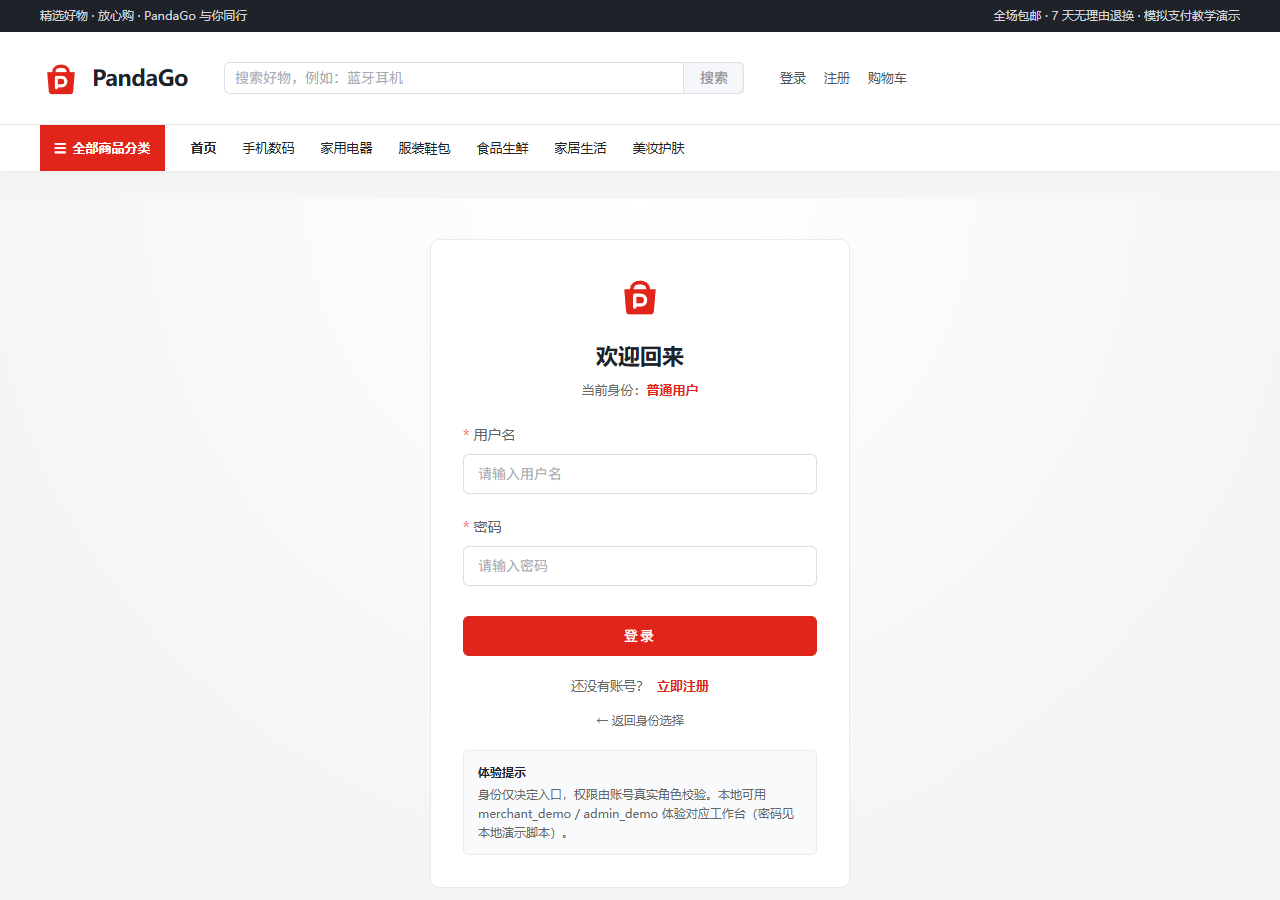 精选好物 · 放心购 · PandaGo 与你同行
全场包邮 · 7 天无理由退换 · 模拟支付教学演示
PandaGo
搜索好物，例如：蓝牙耳机
搜索
登录 注册 购物车
☰ 全部商品分类
首页 手机数码 家用电器 服装鞋包 食品生鲜 家居生活 美妆护肤
P
欢迎回来
当前身份：普通用户
* 用户名
请输入用户名
* 密码
请输入密码
登录
还没有账号？ 立即注册
← 返回身份选择
体验提示
身份仅决定入口，权限由账号真实角色校验。本地可用
merchant_demo / admin_demo 体验对应工作台（密码见
本地演示脚本）。